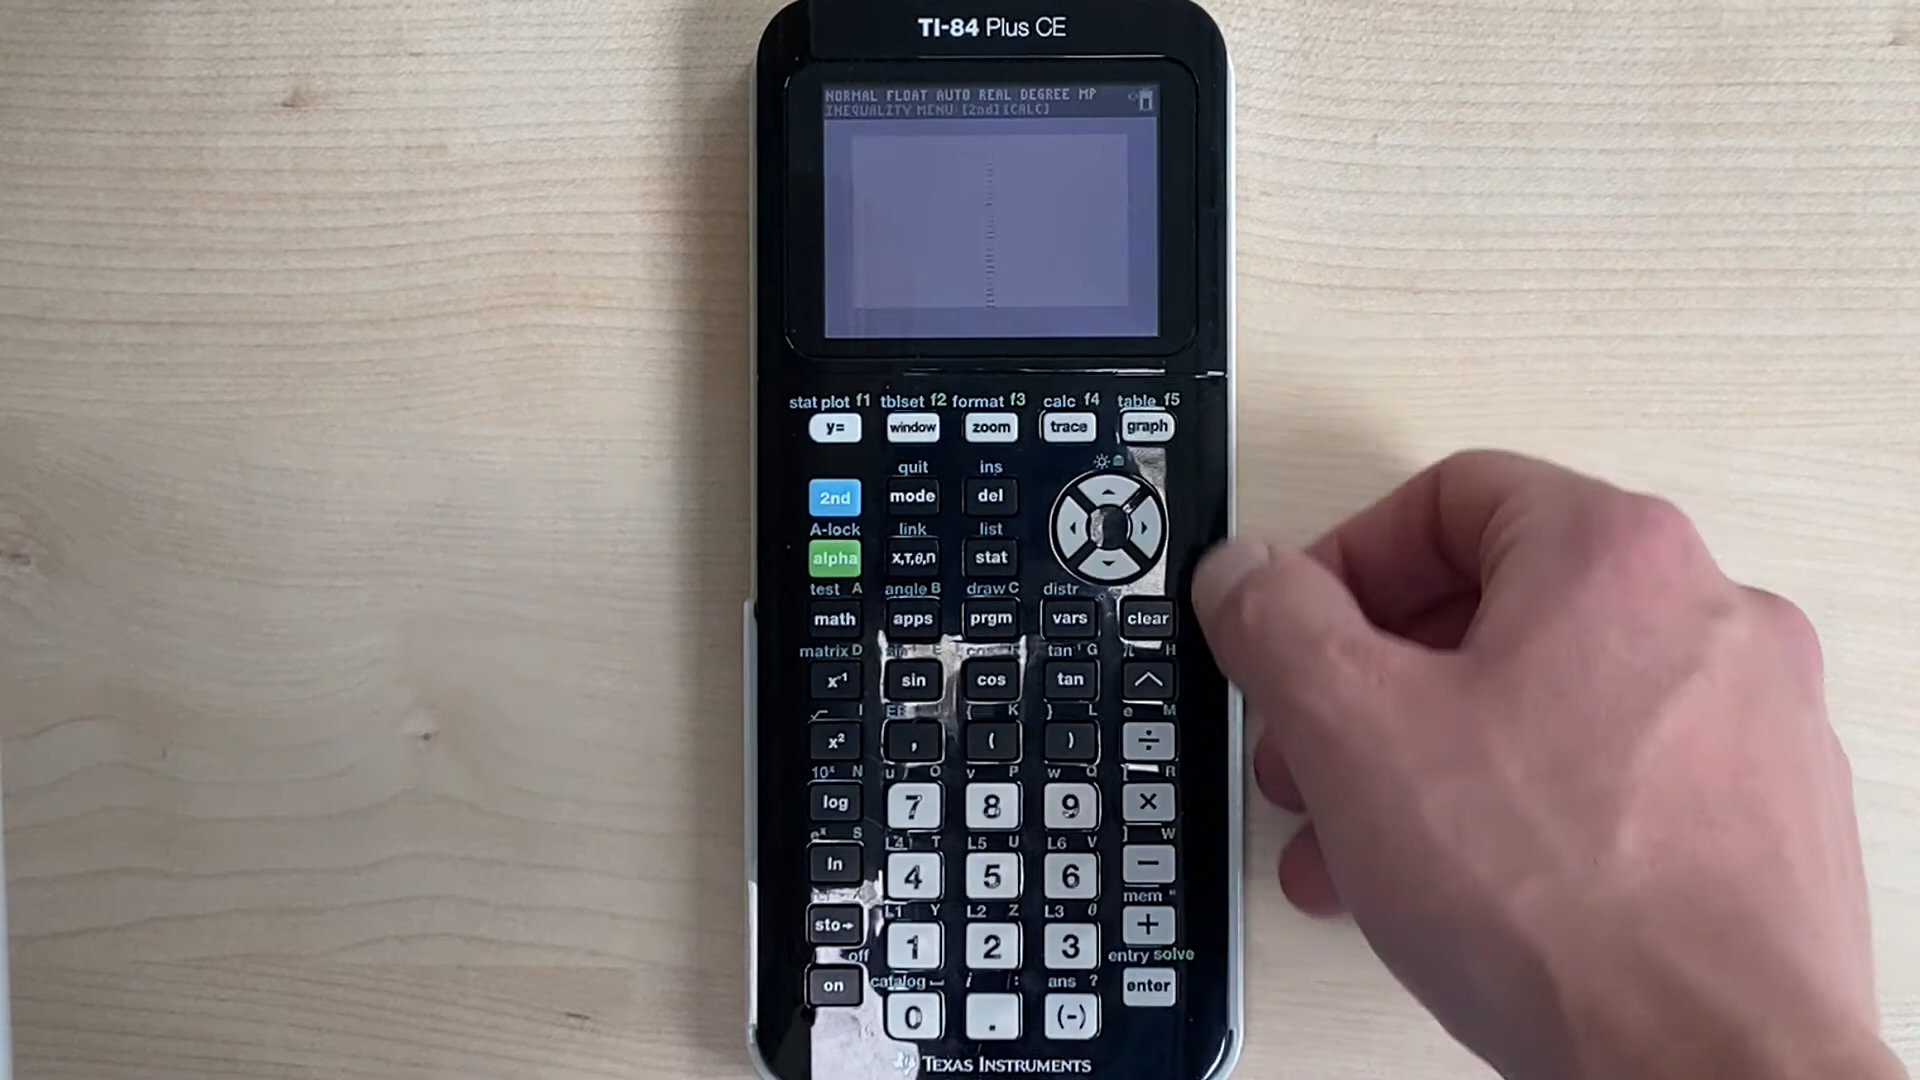 TI-84 Plus CE
NORMAL FLOAT AUTO REAL DEGREE MP
INEQUALITY MENU [2nd][CALC]
stat plot f1 tblset f2 format f3 calc f4 table f5
y= window zoom trace graph
quit ins
2nd mode del
A-lock link list
alpha X,T,θ,n stat
test A angle B draw C distr
math apps prgm vars clear
matrix D sin cos tan⁻¹ G π H
x⁻¹ sin cos tan ^
√ I EE J { K } L e M
x² , ( ) ÷
10ˣ N u O v P w Q [ R
log 7 8 9 ×
eˣ S L4 T L5 U L6 V ] W
ln 4 5 6 −
L1 Y L2 Z L3 θ mem "
sto→ 1 2 3 +
off catalog i : ans ? entry solve
on 0 . (-) enter
TEXAS INSTRUMENTS